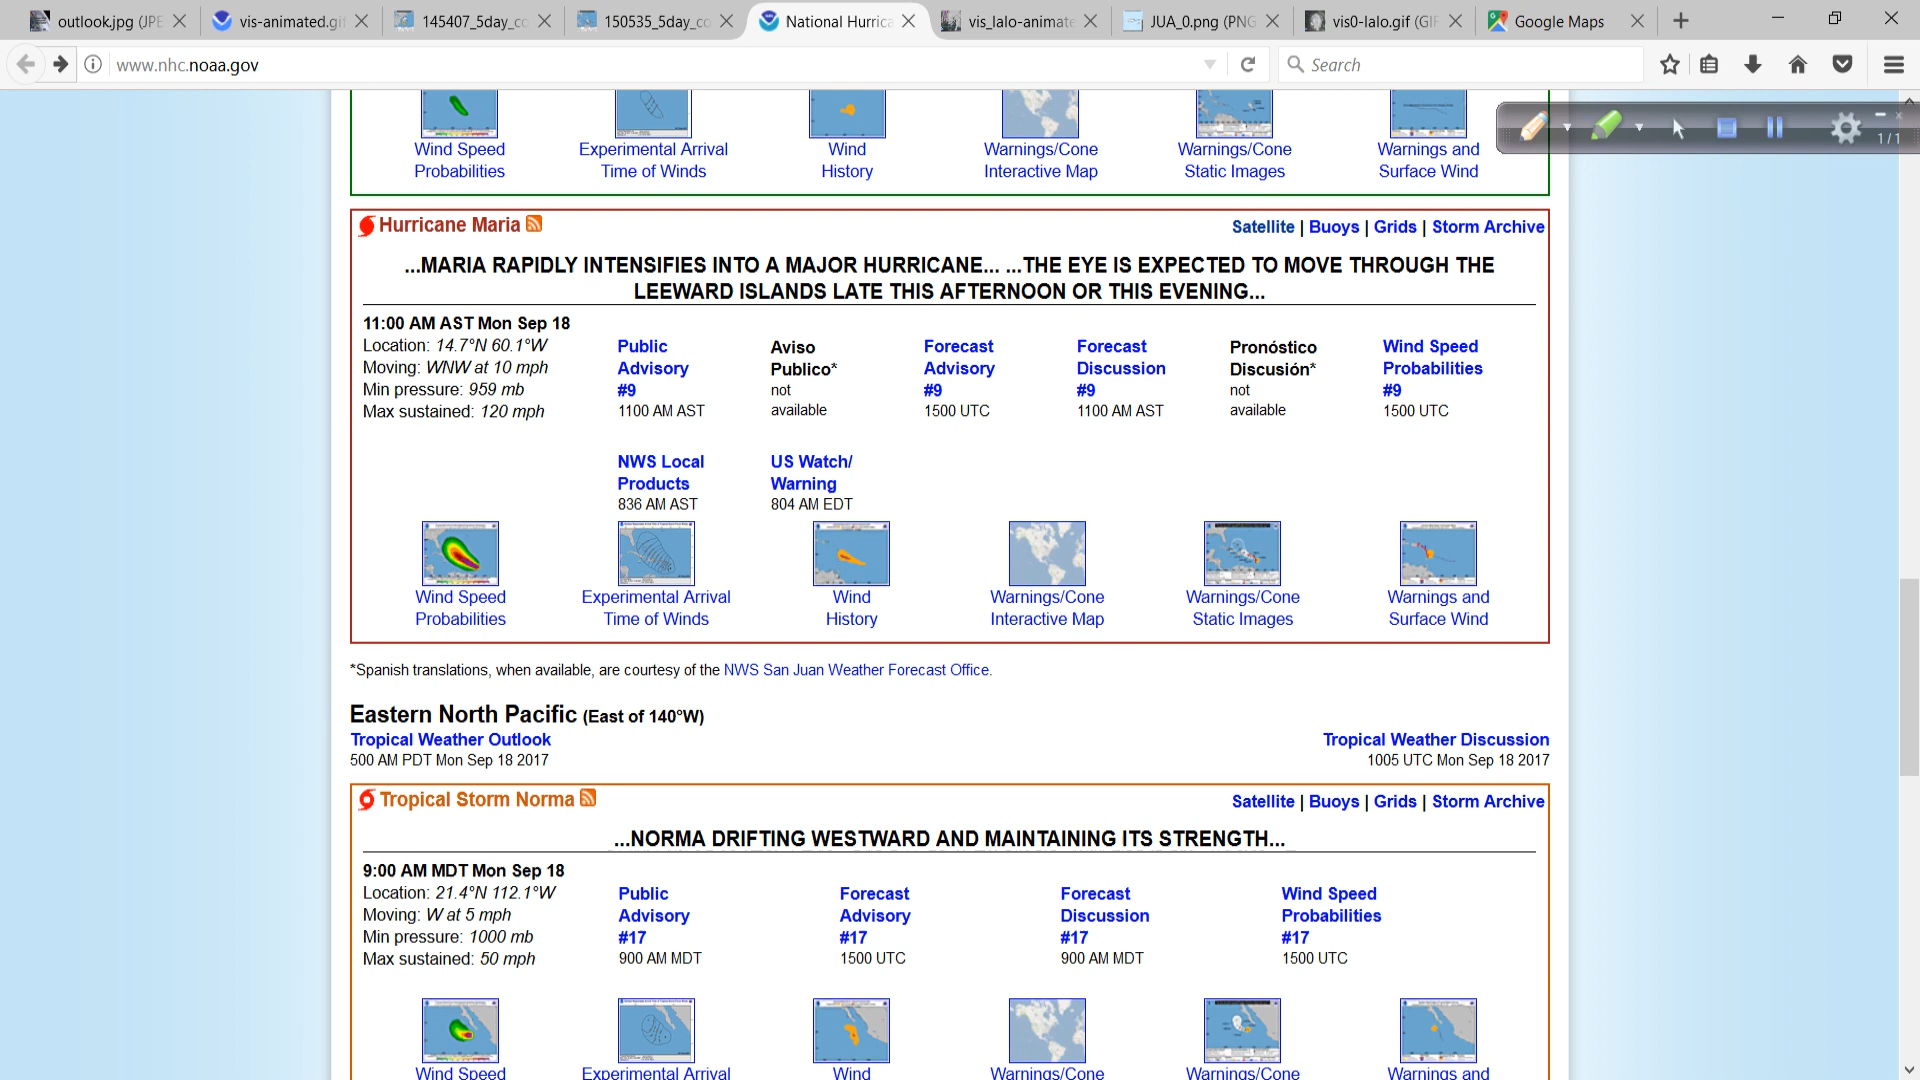 outlook.jpg (JPE
vis-animated.gif
145407_5day_co
150535_5day_co
National Hurrica
vis_lalo-animate
JUA_0.png (PNG
vis0-lalo.gif (GIF
Google Maps
www.nhc.noaa.gov
Search
1/1
Wind Speed Probabilities
Experimental Arrival Time of Winds
Wind History
Warnings/Cone Interactive Map
Warnings/Cone Static Images
Warnings and Surface Wind
Hurricane Maria
Satellite | Buoys | Grids | Storm Archive
...MARIA RAPIDLY INTENSIFIES INTO A MAJOR HURRICANE... ...THE EYE IS EXPECTED TO MOVE THROUGH THE
LEEWARD ISLANDS LATE THIS AFTERNOON OR THIS EVENING...
11:00 AM AST Mon Sep 18
Location: 14.7°N 60.1°W
Moving: WNW at 10 mph
Min pressure: 959 mb
Max sustained: 120 mph
Public
Advisory
#9
1100 AM AST
Aviso
Publico*
not
available
Forecast
Advisory
#9
1500 UTC
Forecast
Discussion
#9
1100 AM AST
Pronóstico
Discusión*
not
available
Wind Speed
Probabilities
#9
1500 UTC
NWS Local
Products
836 AM AST
US Watch/
Warning
804 AM EDT
Wind Speed
Probabilities
Experimental Arrival
Time of Winds
Wind
History
Warnings/Cone
Interactive Map
Warnings/Cone
Static Images
Warnings and
Surface Wind
*Spanish translations, when available, are courtesy of the NWS San Juan Weather Forecast Office.
Eastern North Pacific (East of 140°W)
Tropical Weather Outlook
500 AM PDT Mon Sep 18 2017
Tropical Weather Discussion
1005 UTC Mon Sep 18 2017
Tropical Storm Norma
Satellite | Buoys | Grids | Storm Archive
...NORMA DRIFTING WESTWARD AND MAINTAINING ITS STRENGTH...
9:00 AM MDT Mon Sep 18
Location: 21.4°N 112.1°W
Moving: W at 5 mph
Min pressure: 1000 mb
Max sustained: 50 mph
Public
Advisory
#17
900 AM MDT
Forecast
Advisory
#17
1500 UTC
Forecast
Discussion
#17
900 AM MDT
Wind Speed
Probabilities
#17
1500 UTC
Wind Speed
Experimental Arrival
Wind
Warnings/Cone
Warnings/Cone
Warnings and